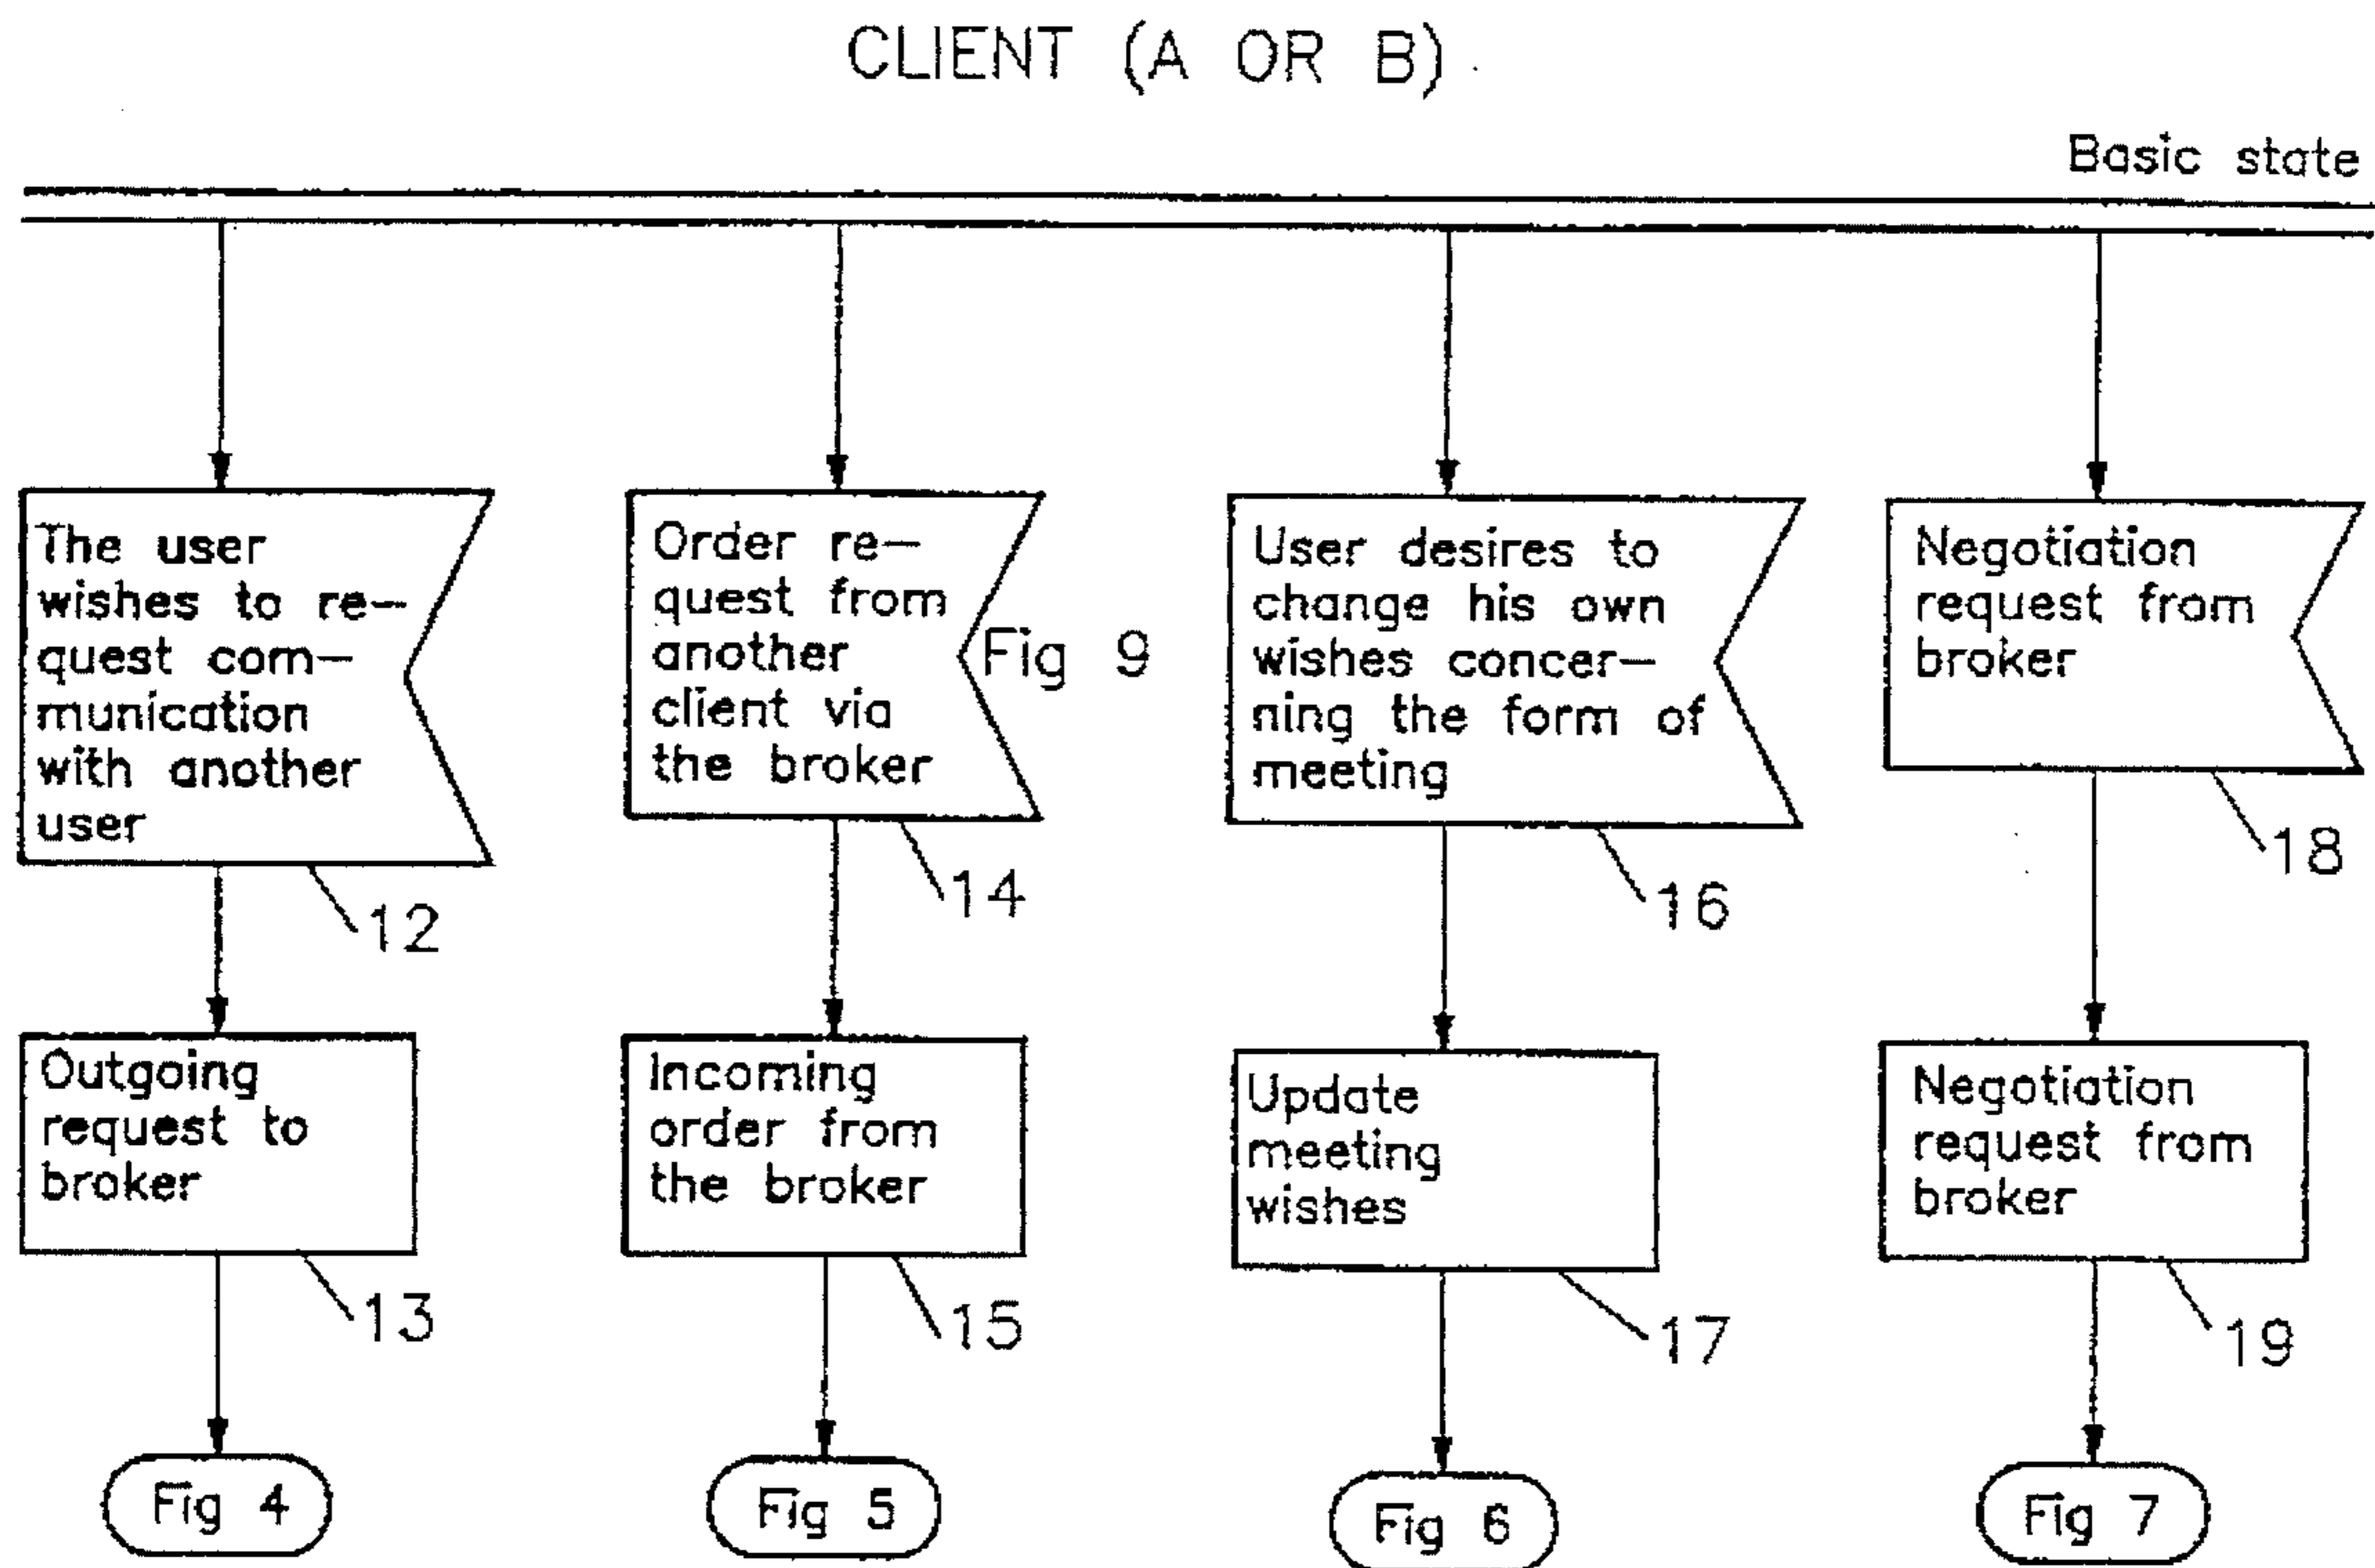 CLIENT (A OR B)
Basic state
The user
wishes to re-
quest com-
munication
with another
user
12
Outgoing
request to
broker
13
Fig 4
Order re-
quest from
another
client via
the broker
Fig 9
14
Incoming
order from
the broker
15
Fig 5
User desires to
change his own
wishes concer-
ning the form of
meeting
16
Update
meeting
wishes
17
Fig 6
Negotiation
request from
broker
18
Negotiation
request from
broker
19
Fig 7